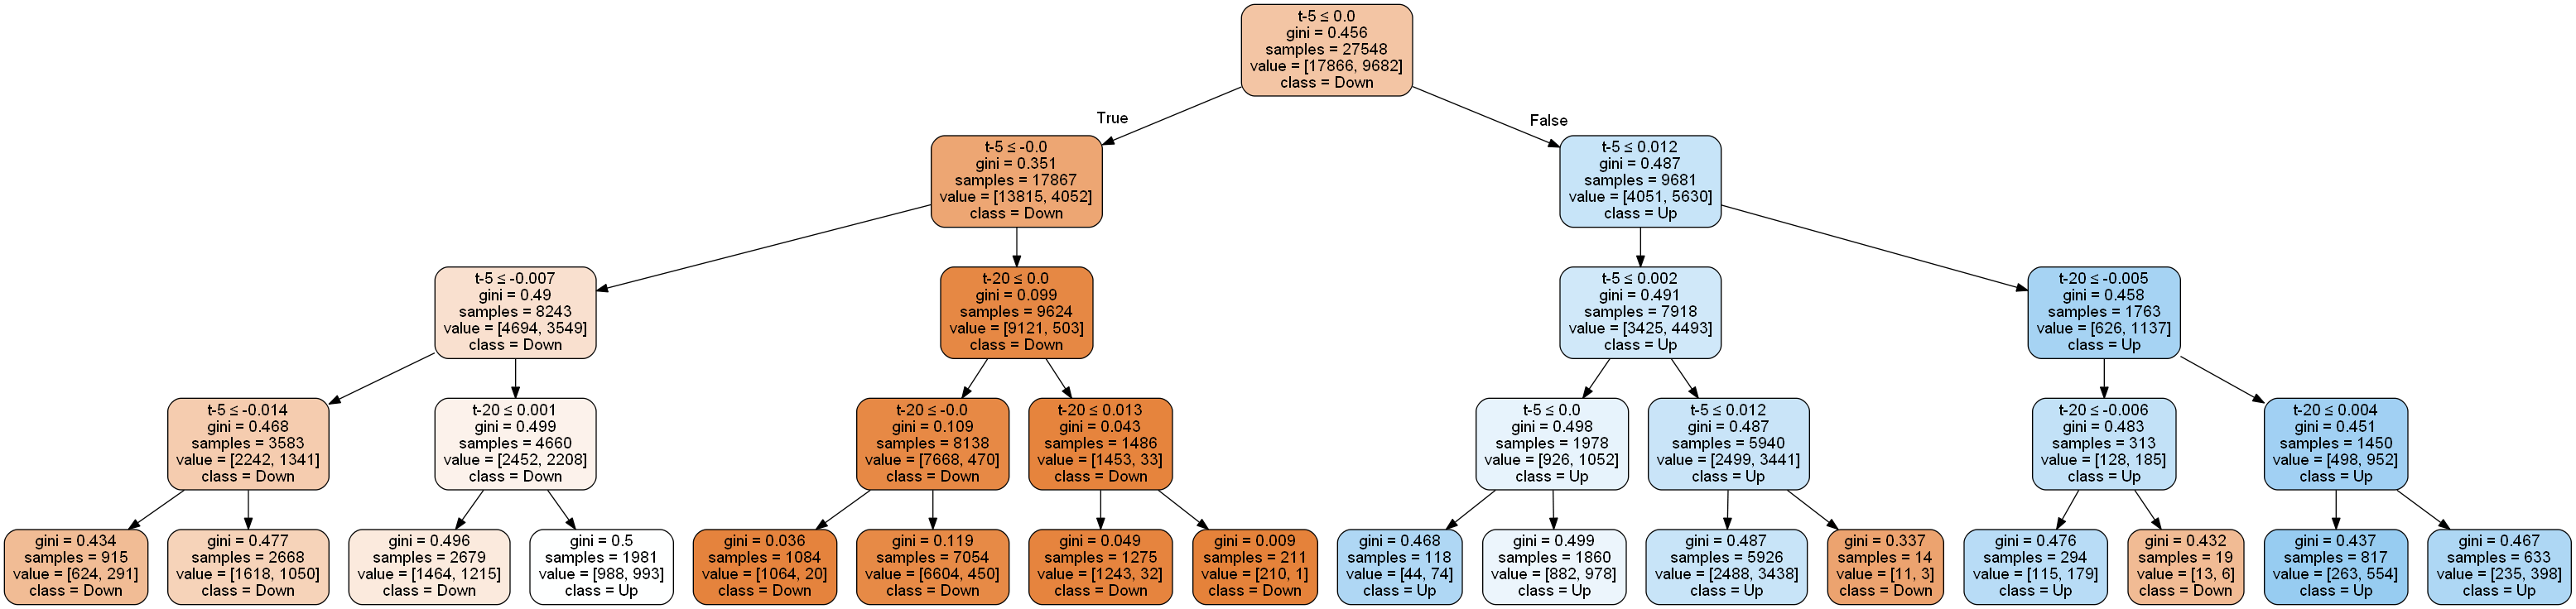 t-5 ≤ 0.0
gini = 0.456
samples = 27548
value = [17866, 9682]
class = Down
True
False
t-5 ≤ -0.0
gini = 0.351
samples = 17867
value = [13815, 4052]
class = Down
t-5 ≤ 0.012
gini = 0.487
samples = 9681
value = [4051, 5630]
class = Up
t-5 ≤ -0.007
gini = 0.49
samples = 8243
value = [4694, 3549]
class = Down
t-20 ≤ 0.0
gini = 0.099
samples = 9624
value = [9121, 503]
class = Down
t-5 ≤ 0.002
gini = 0.491
samples = 7918
value = [3425, 4493]
class = Up
t-20 ≤ -0.005
gini = 0.458
samples = 1763
value = [626, 1137]
class = Up
t-5 ≤ -0.014
gini = 0.468
samples = 3583
value = [2242, 1341]
class = Down
t-20 ≤ 0.001
gini = 0.499
samples = 4660
value = [2452, 2208]
class = Down
t-20 ≤ -0.0
gini = 0.109
samples = 8138
value = [7668, 470]
class = Down
t-20 ≤ 0.013
gini = 0.043
samples = 1486
value = [1453, 33]
class = Down
t-5 ≤ 0.0
gini = 0.498
samples = 1978
value = [926, 1052]
class = Up
t-5 ≤ 0.012
gini = 0.487
samples = 5940
value = [2499, 3441]
class = Up
t-20 ≤ -0.006
gini = 0.483
samples = 313
value = [128, 185]
class = Up
t-20 ≤ 0.004
gini = 0.451
samples = 1450
value = [498, 952]
class = Up
gini = 0.434
samples = 915
value = [624, 291]
class = Down
gini = 0.477
samples = 2668
value = [1618, 1050]
class = Down
gini = 0.496
samples = 2679
value = [1464, 1215]
class = Down
gini = 0.5
samples = 1981
value = [988, 993]
class = Up
gini = 0.036
samples = 1084
value = [1064, 20]
class = Down
gini = 0.119
samples = 7054
value = [6604, 450]
class = Down
gini = 0.049
samples = 1275
value = [1243, 32]
class = Down
gini = 0.009
samples = 211
value = [210, 1]
class = Down
gini = 0.468
samples = 118
value = [44, 74]
class = Up
gini = 0.499
samples = 1860
value = [882, 978]
class = Up
gini = 0.487
samples = 5926
value = [2488, 3438]
class = Up
gini = 0.337
samples = 14
value = [11, 3]
class = Down
gini = 0.476
samples = 294
value = [115, 179]
class = Up
gini = 0.432
samples = 19
value = [13, 6]
class = Down
gini = 0.437
samples = 817
value = [263, 554]
class = Up
gini = 0.467
samples = 633
value = [235, 398]
class = Up